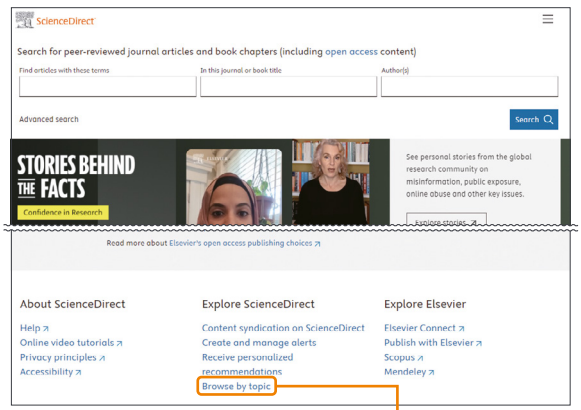 ScienceDirect
Search for peer-reviewed journal articles and book chapters (including open access content)
Find articles with these terms
In this journal or book title
Author(s)
Advanced search
Search
STORIES BEHIND
THE FACTS
Confidence in Research
See personal stories from the global
research community on
misinformation, public exposure,
online abuse and other key issues.
Explore stories ↗
Read more about Elsevier's open access publishing choices ↗
About ScienceDirect
Help ↗
Online video tutorials ↗
Privacy principles ↗
Accessibility ↗
Explore ScienceDirect
Content syndication on ScienceDirect
Create and manage alerts
Receive personalized
recommendations
Browse by topic
Explore Elsevier
Elsevier Connect ↗
Publish with Elsevier ↗
Scopus ↗
Mendeley ↗